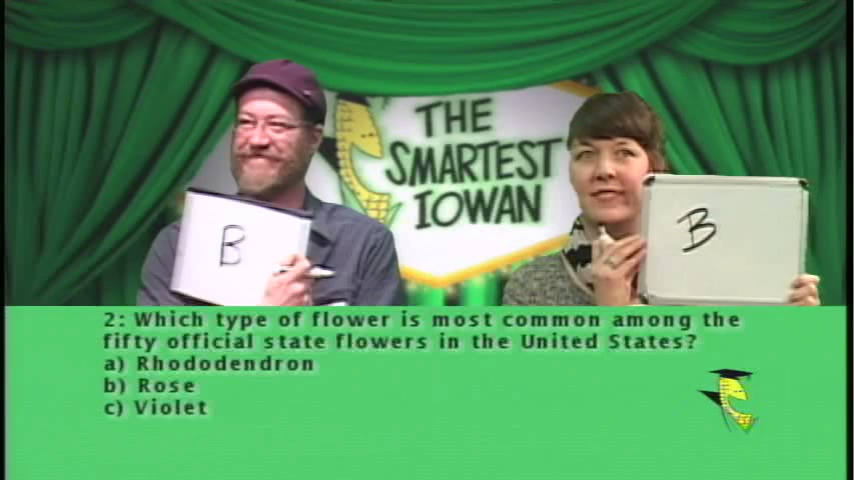 THE
SMARTEST
IOWAN
B
B
2: Which type of flower is most common among the
fifty official state flowers in the United States?
a) Rhododendron
b) Rose
c) Violet